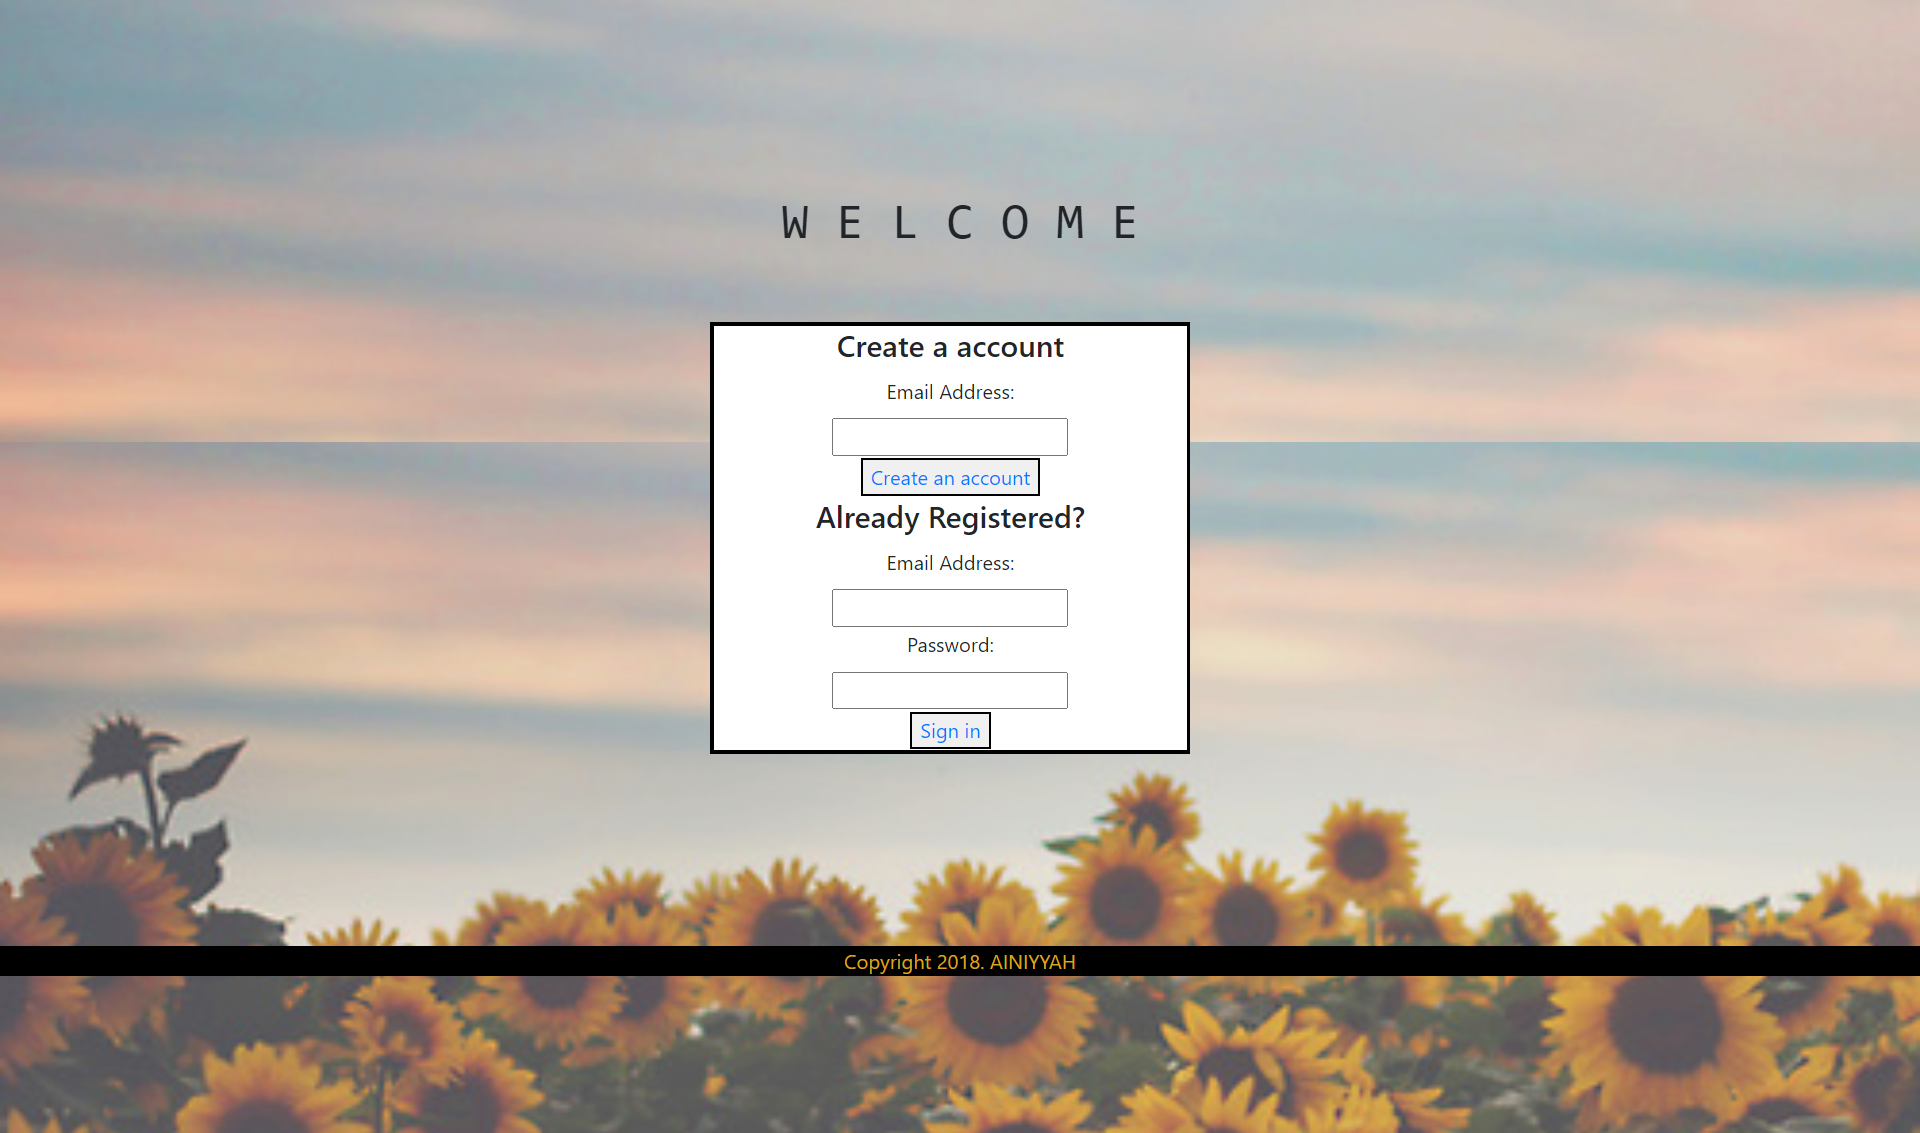 W E L C O M E
Create a account
Email Address:
Create an account
Already Registered?
Email Address:
Password:
Sign in
Copyright 2018. AINIYYAH